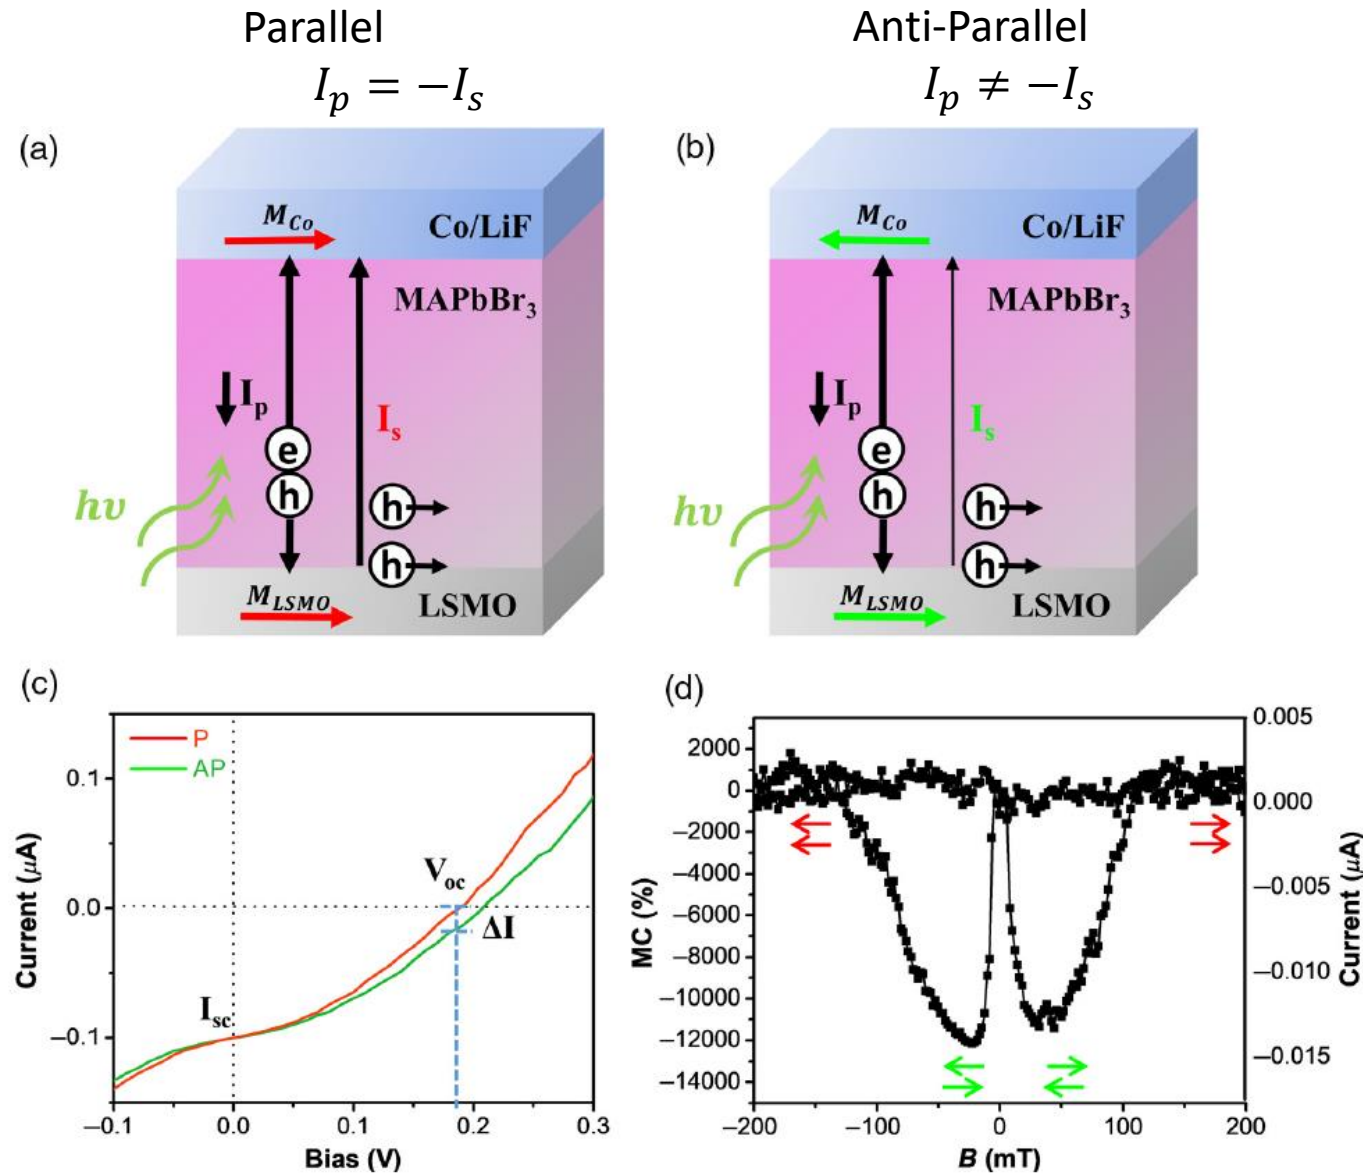 Parallel
Anti-Parallel
I_p = −I_s
I_p ≠ −I_s
(a)
M_Co
Co/LiF
MAPbBr₃
I_p
I_s
e
h
h
h
hυ
M_LSMO
LSMO
(b)
M_Co
Co/LiF
MAPbBr₃
I_p
I_s
e
h
h
h
hυ
M_LSMO
LSMO
(c)
P
AP
V_oc
ΔI
I_sc
0.1
0.0
−0.1
Current (μA)
−0.1
0.0
0.1
0.2
0.3
Bias (V)
(d)
2000
0
−2000
−4000
−6000
−8000
−10000
−12000
−14000
MC (%)
0.005
0.000
−0.005
−0.010
−0.015
Current (μA)
−200
−100
0
100
200
B (mT)